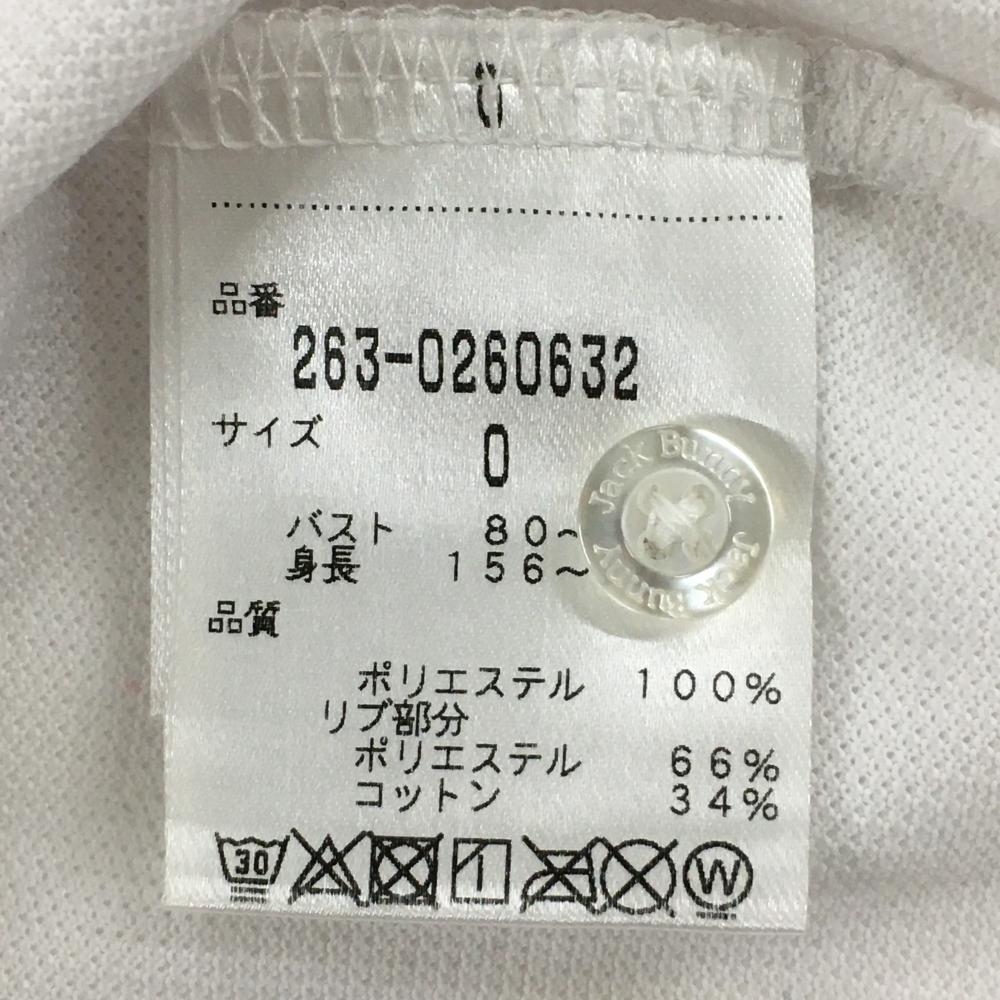 0
品番
263-0260632
サイズ 0
バスト 80~
身長 156~
品質
ポリエステル 100%
リブ部分
ポリエステル 66%
コットン 34%
30 W
Jack Bunny
Jack Bunny